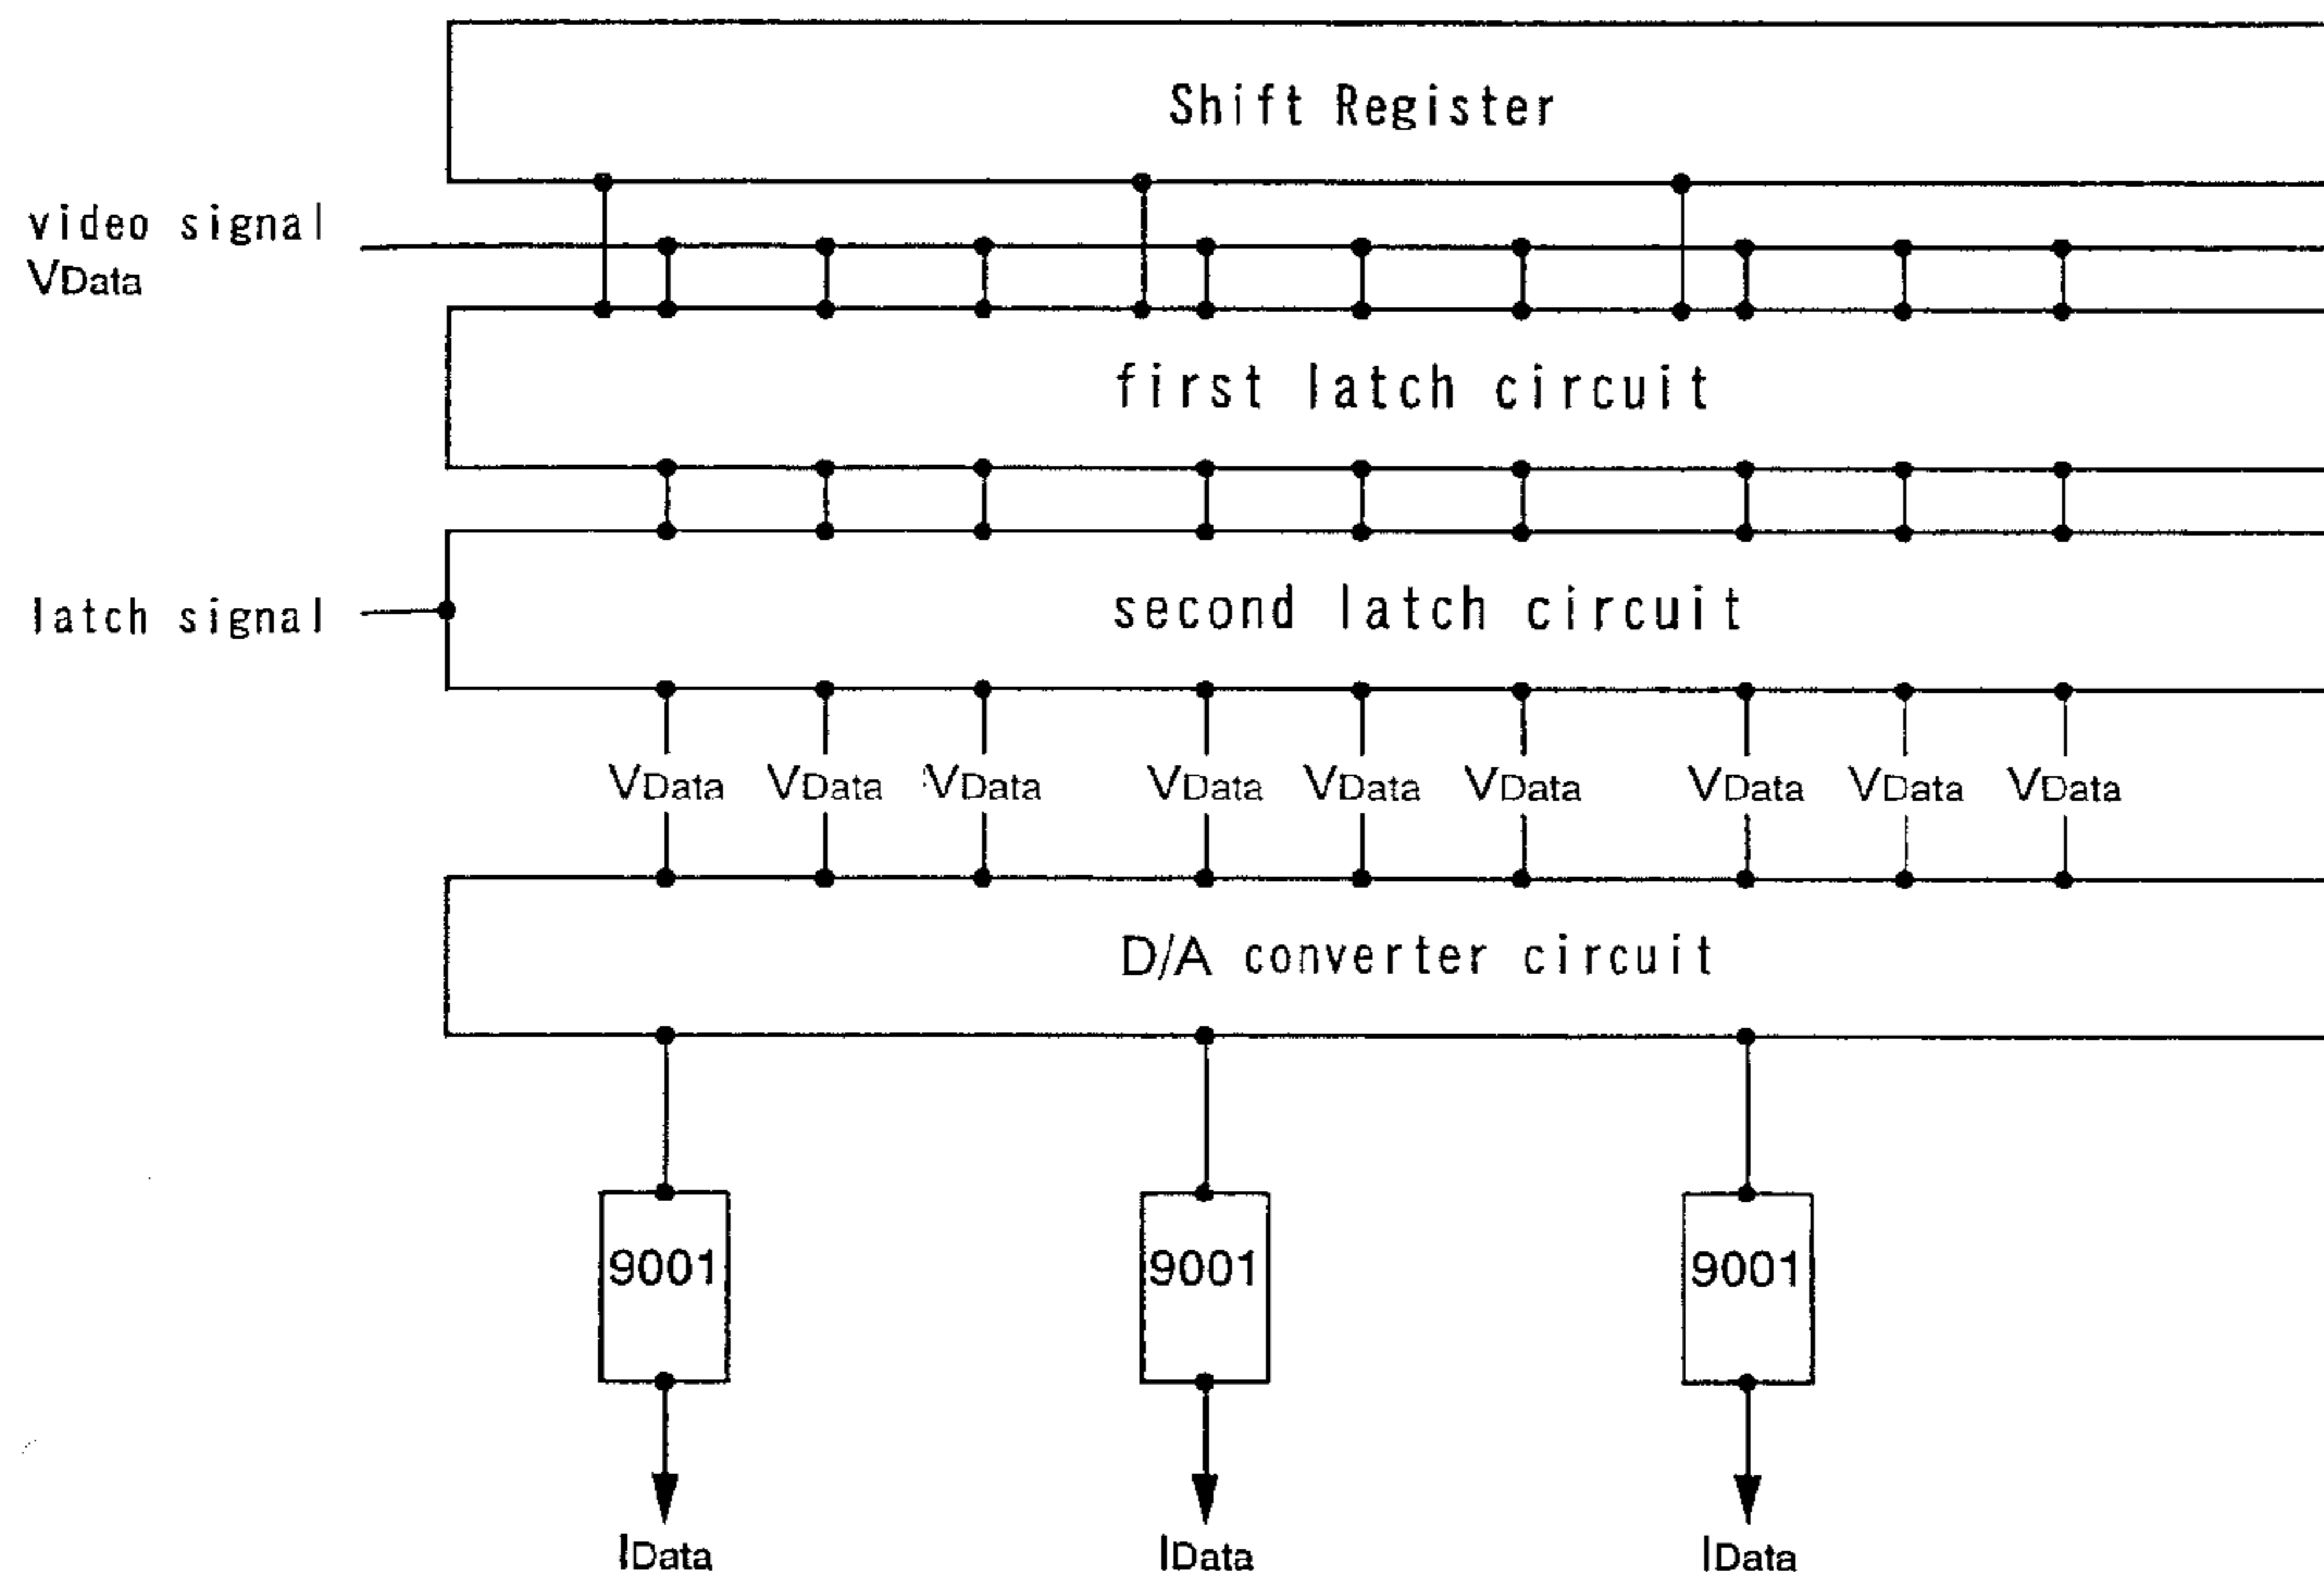 Shift Register
video signal
VData
first latch circuit
second latch circuit
latch signal
VData VData VData VData VData VData VData VData VData
D/A converter circuit
9001 9001 9001
IData IData IData